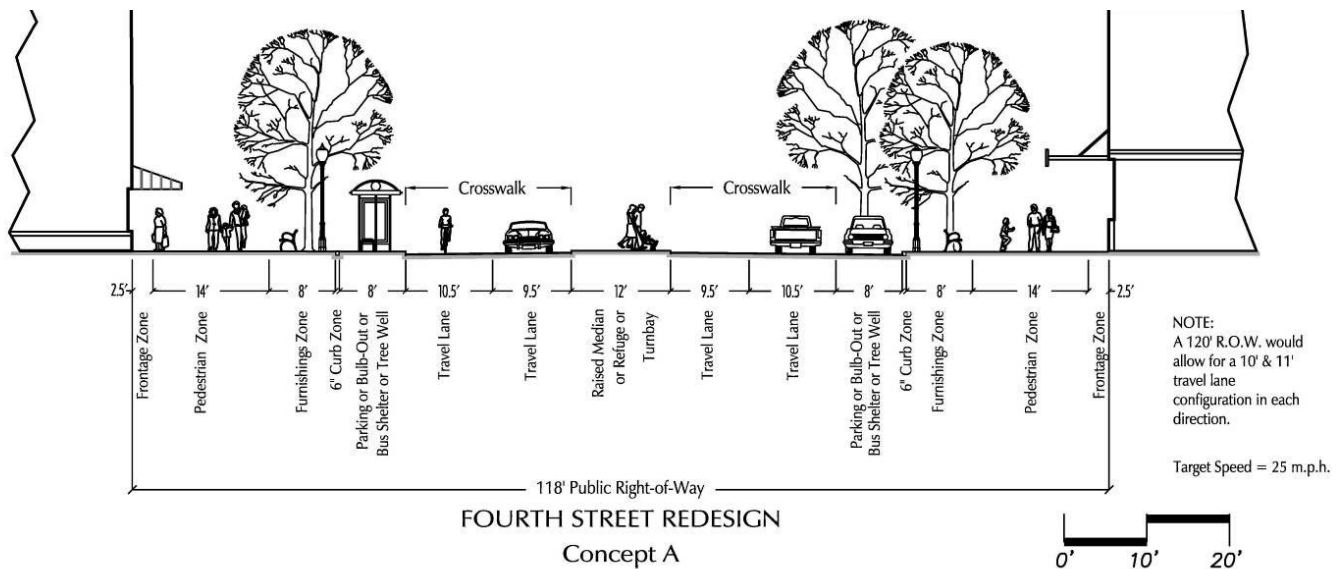 Crosswalk
Crosswalk
2.5'
14'
8'
8'
10.5'
9.5'
12'
9.5'
10.5'
8'
8'
14'
2.5'
Frontage Zone
Pedestrian Zone
Furnishings Zone
6" Curb Zone
Parking or Bulb-Out or
Bus Shelter or Tree Well
Travel Lane
Travel Lane
Raised Median
or Refuge or
Turnbay
Travel Lane
Travel Lane
Parking or Bulb-Out or
Bus Shelter or Tree Well
6" Curb Zone
Furnishings Zone
Pedestrian Zone
Frontage Zone
NOTE:
A 120' R.O.W. would
allow for a 10' & 11'
travel lane
configuration in each
direction.
Target Speed = 25 m.p.h.
118' Public Right-of-Way
FOURTH STREET REDESIGN
Concept A
0' 10' 20'